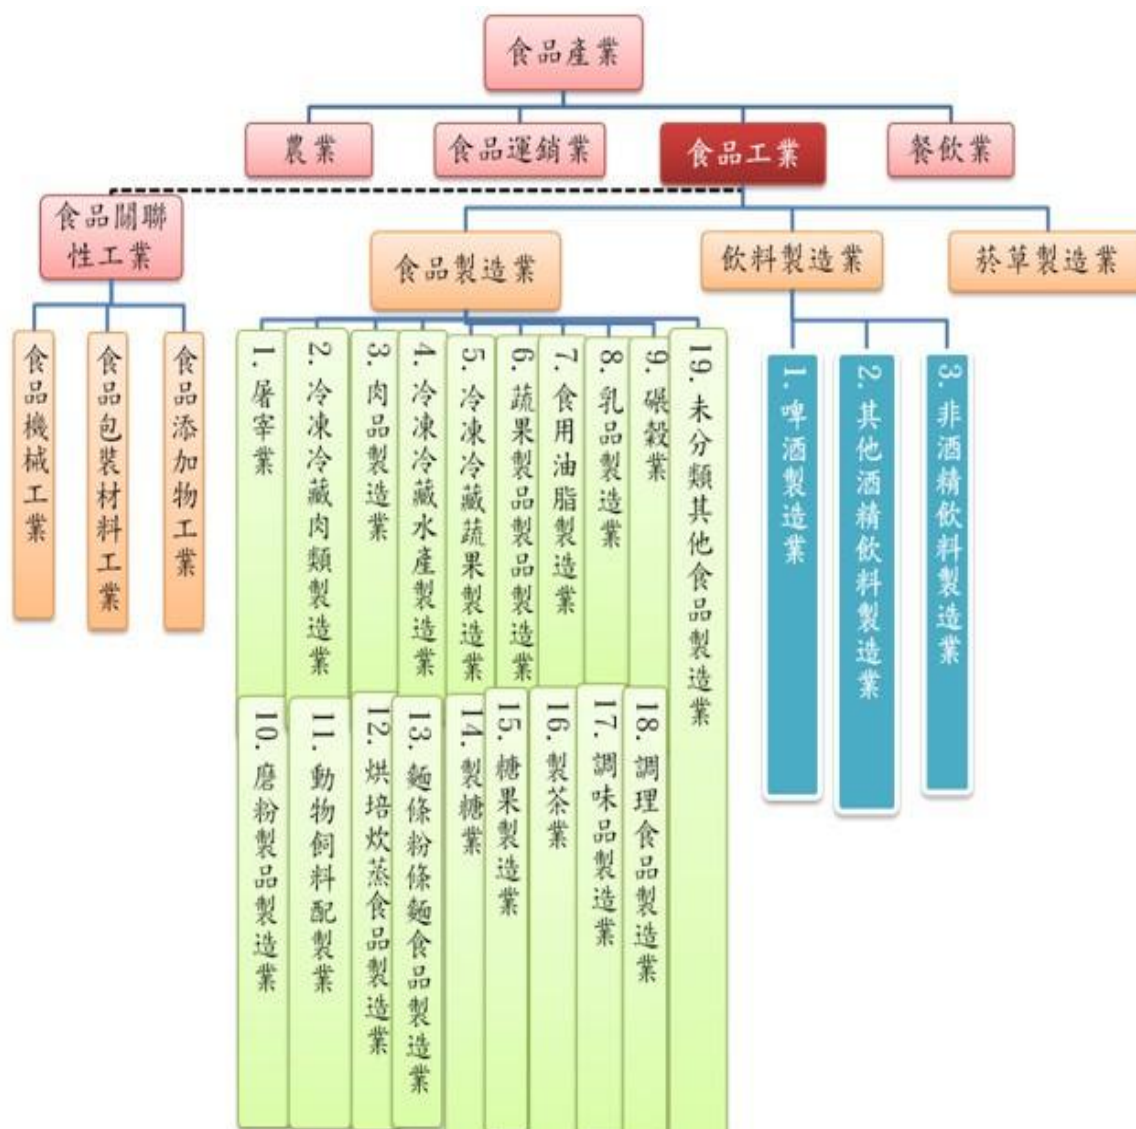 食品產業
農業
食品運銷業
食品工業
餐飲業
食品關聯
性工業
食品製造業
飲料製造業
菸草製造業
食品機械工業
食品包裝材料工業
食品添加物工業
1. 屠宰業
2. 冷凍冷藏肉類製造業
3. 肉品製造業
4. 冷凍冷藏水產製造業
5. 冷凍冷藏蔬果製造業
6. 蔬果製品製品製造業
7. 食用油脂製造業
8. 乳品製造業
9. 碾穀業
19. 未分類其他食品製造業
1. 啤酒製造業
2. 其他酒精飲料製造業
3. 非酒精飲料製造業
10. 磨粉製品製造業
11. 動物飼料配製業
12. 烘培炊蒸食品製造業
13. 麵條粉條麵食品製造業
14. 製糖業
15. 糖果製造業
16. 製茶業
17. 調味品製造業
18. 調理食品製造業